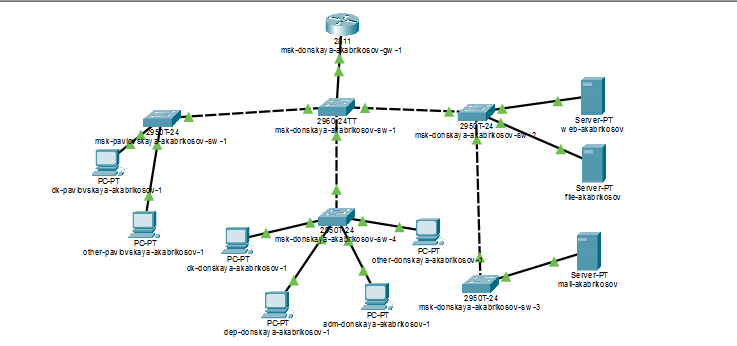 2811
msk-donskaya-akabrikosov-gw-1
2950T-24
msk-pavlovskaya-akabrikosov-sw-1
2960-24TT
msk-donskaya-akabrikosov-sw-1
2950T-24
msk-donskaya-akabrikosov-sw-2
Server-PT
web-akabrikosov
PC-PT
dk-pavlovskaya-akabrikosov-1
Server-PT
file-akabrikosov
PC-PT
other-pavlovskaya-akabrikosov-1
2950T-24
msk-donskaya-akabrikosov-sw-4
PC-PT
dk-donskaya-akabrikosov-1
PC-PT
other-donskaya-akabrikosov-1
Server-PT
mail-akabrikosov
2950T-24
msk-donskaya-akabrikosov-sw-3
PC-PT
dep-donskaya-akabrikosov-1
PC-PT
adm-donskaya-akabrikosov-1